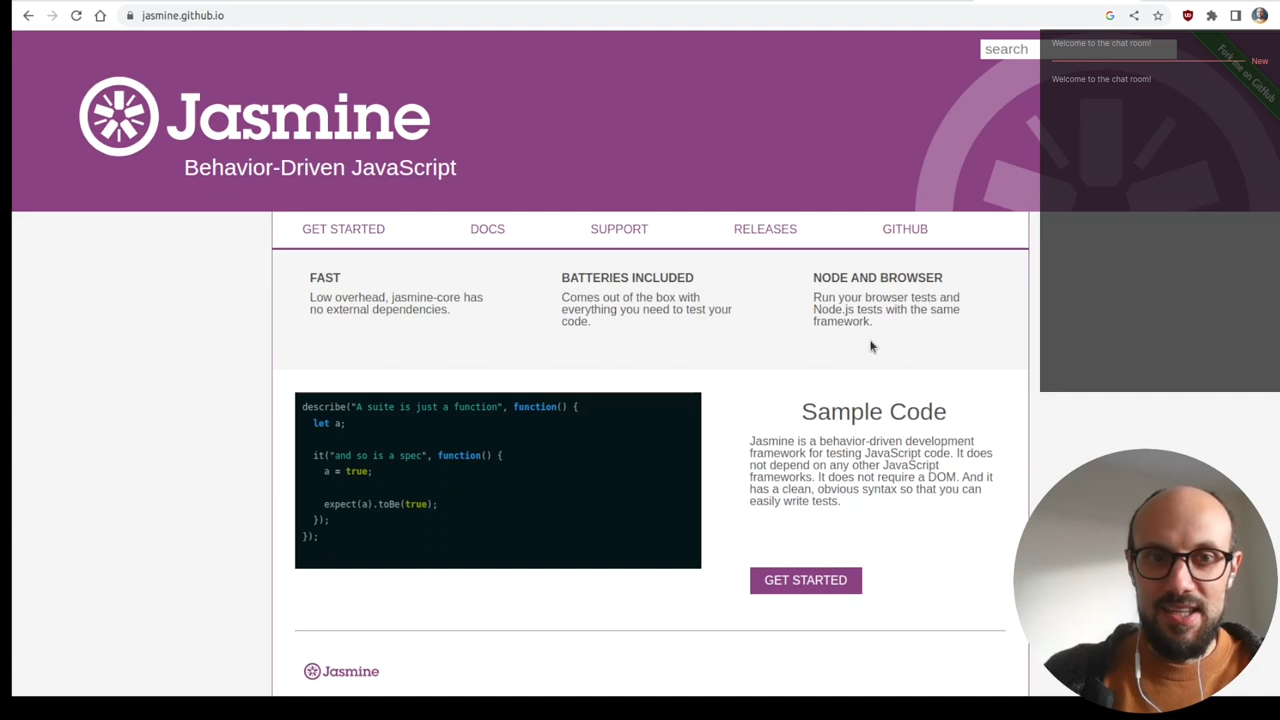 jasmine.github.io
search
Welcome to the chat room!
New
Welcome to the chat room!
Fork me on GitHub
Jasmine
Behavior-Driven JavaScript
GET STARTED
DOCS
SUPPORT
RELEASES
GITHUB
FAST
Low overhead, jasmine-core has
no external dependencies.
BATTERIES INCLUDED
Comes out of the box with
everything you need to test your
code.
NODE AND BROWSER
Run your browser tests and
Node.js tests with the same
framework.
describe("A suite is just a function", function() {
let a;
it("and so is a spec", function() {
a = true;
expect(a).toBe(true);
});
});
Sample Code
Jasmine is a behavior-driven development
framework for testing JavaScript code. It does
not depend on any other JavaScript
frameworks. It does not require a DOM. And it
has a clean, obvious syntax so that you can
easily write tests.
GET STARTED
Jasmine